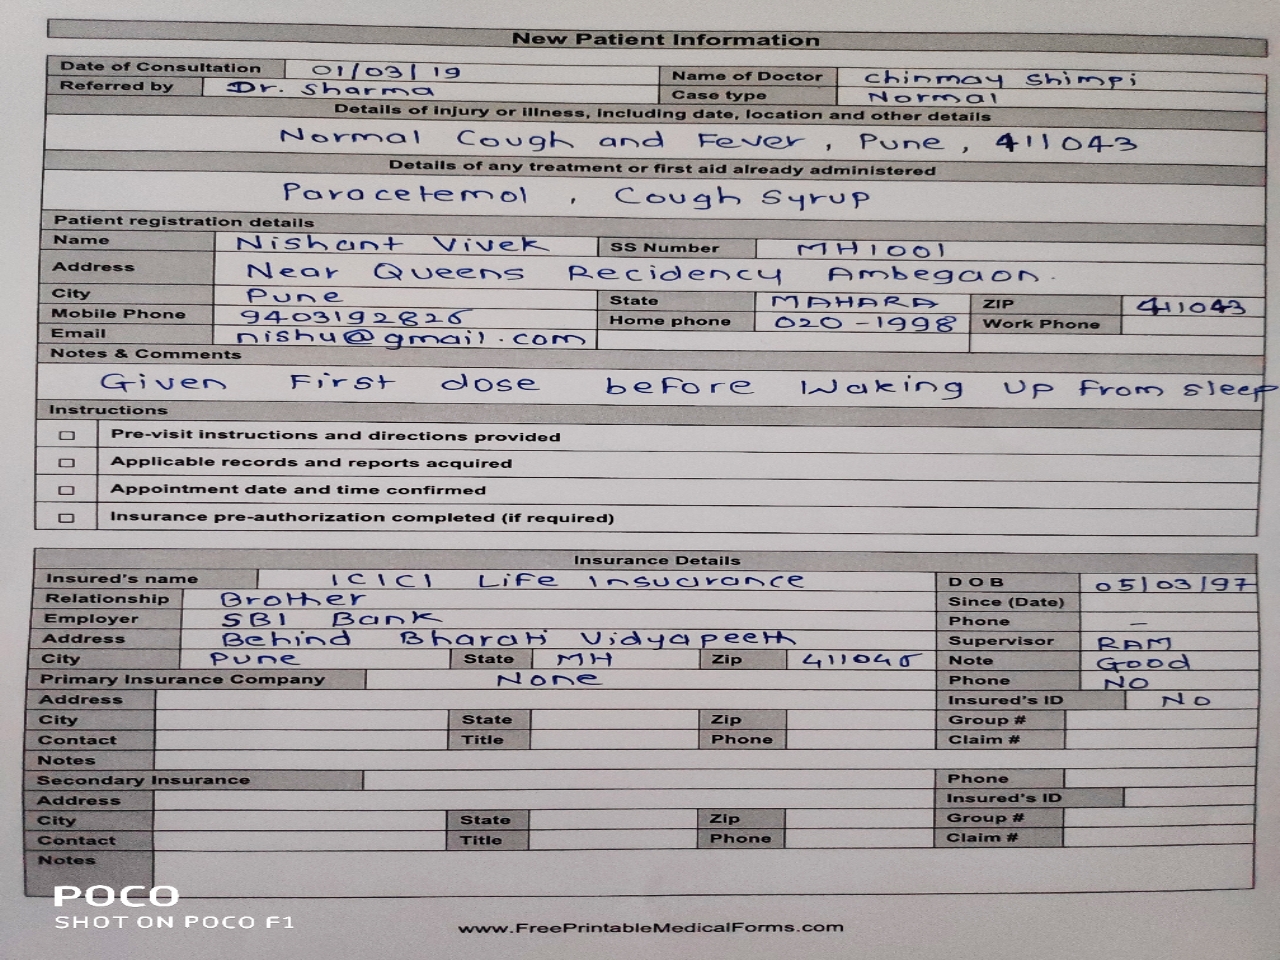 New Patient Information
Date of Consultation 01/03/19 Name of Doctor Chinmay Shimpi
Referred by Dr. Sharma Case type Normal
Details of injury or illness, including date, location and other details
Normal Cough and Fever, Pune, 411043
Details of any treatment or first aid already administered
Paracetemol, Cough Syrup
Patient registration details
Name Nishant Vivek SS Number MH1001
Address Near Queens Recidency Ambegaon.
City Pune State MAHARA ZIP 411043
Mobile Phone 9403192826 Home phone 020-1998 Work Phone
Email nishu@gmail.com
Notes & Comments
Given First dose before Waking Up From sleep
Instructions
Pre-visit instructions and directions provided
Applicable records and reports acquired
Appointment date and time confirmed
Insurance pre-authorization completed (if required)
Insurance Details
Insured's name ICICI Life Insucirance DOB 05/03/97
Relationship Brother Since (Date)
Employer SBI Bank Phone —
Address Behind Bharati Vidyapeeth Supervisor RAM
City Pune State MH Zip 411046 Note Good
Primary Insurance Company None Phone NO
Address Insured's ID NO
City State Zip Group #
Contact Title Phone Claim #
Notes
Secondary Insurance Phone
Address Insured's ID
City State Zip Group #
Contact Title Phone Claim #
Notes
POCO
SHOT ON POCO F1
www.FreePrintableMedicalForms.com